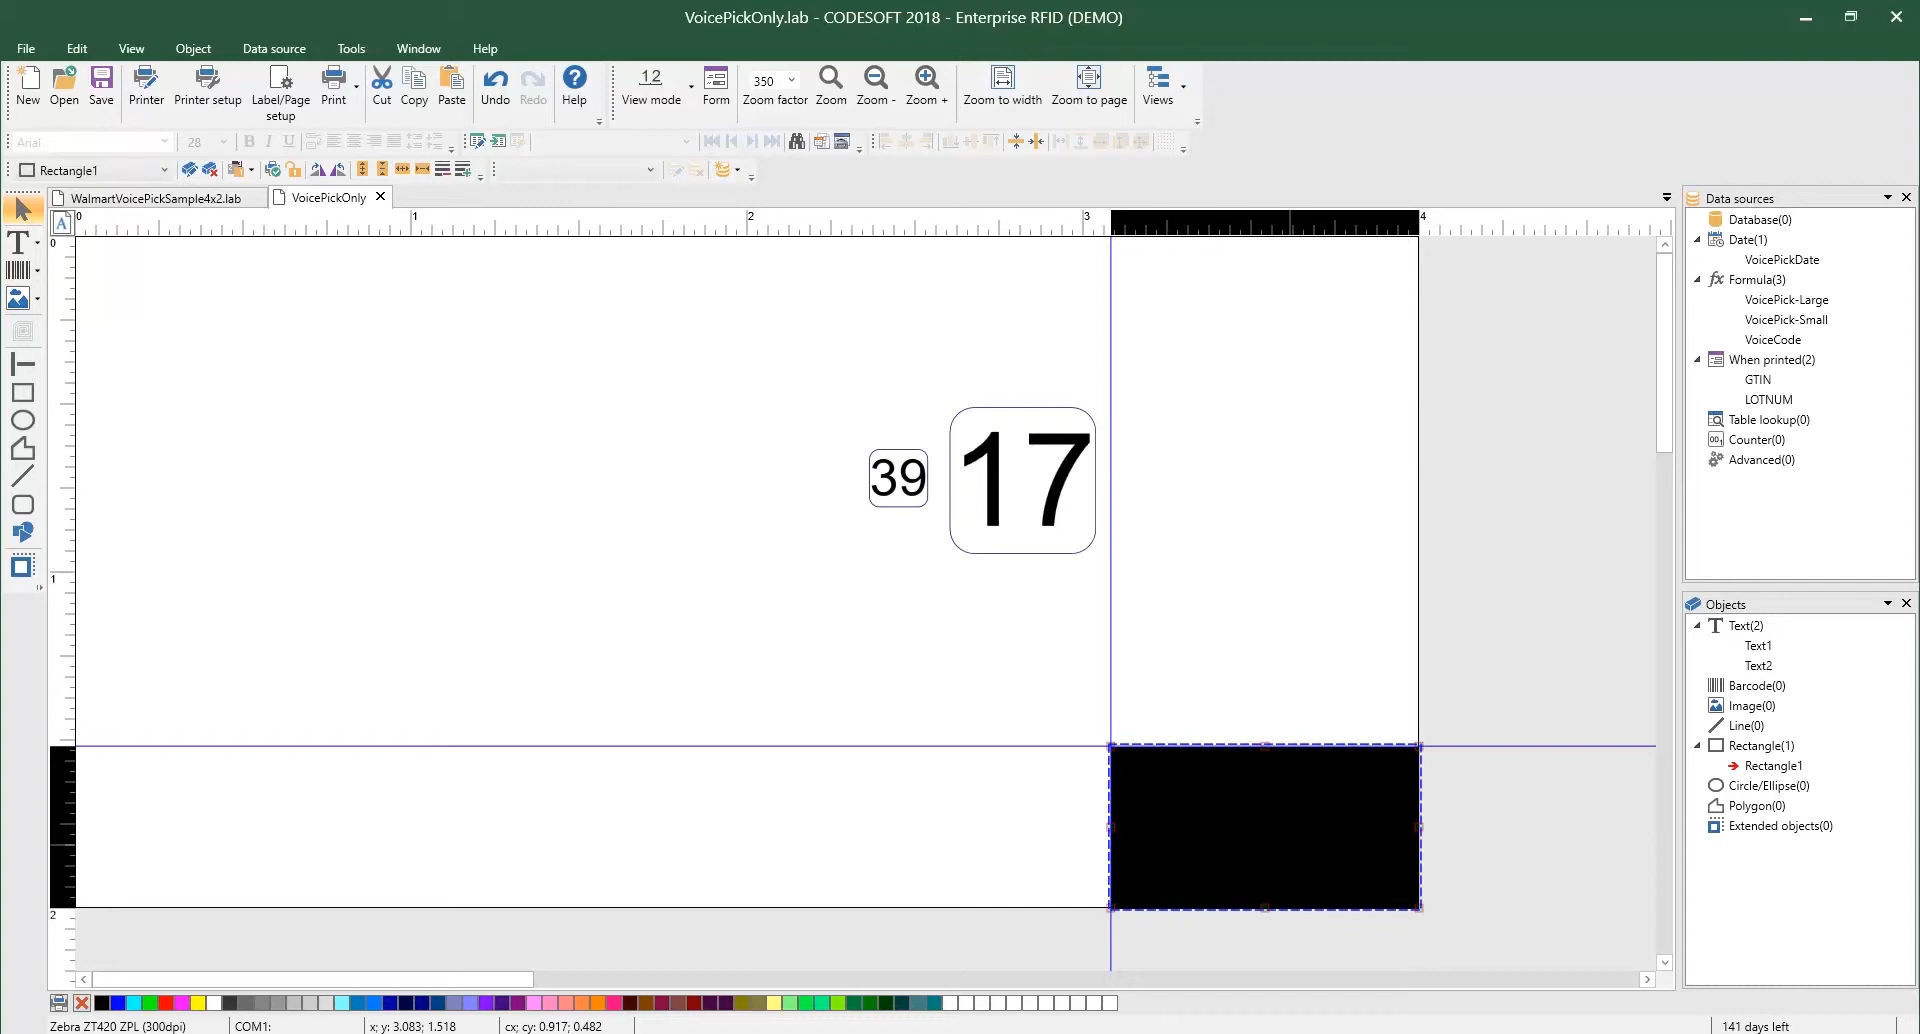 VoicePickOnly.lab - CODESOFT 2018 - Enterprise RFID (DEMO)
File Edit View Object Data source Tools Window Help
New Open Save Printer Printer setup Label/Page setup Print Cut Copy Paste Undo Redo Help 12 View mode Form 350 Zoom factor Zoom Zoom - Zoom + Zoom to width Zoom to page Views
Arial 28 B I U
Rectangle1
WalmartVoicePickSample4x2.lab VoicePickOnly
0 1 2 3 4
0
1
2
39
17
Data sources
Database(0)
Date(1)
VoicePickDate
Formula(3)
VoicePick-Large
VoicePick-Small
VoiceCode
When printed(2)
GTIN
LOTNUM
Table lookup(0)
Counter(0)
Advanced(0)
Objects
Text(2)
Text1
Text2
Barcode(0)
Image(0)
Line(0)
Rectangle(1)
Rectangle1
Circle/Ellipse(0)
Polygon(0)
Extended objects(0)
Zebra ZT420 ZPL (300dpi) COM1: x; y: 3.083; 1.518 cx; cy: 0.917; 0.482 141 days left